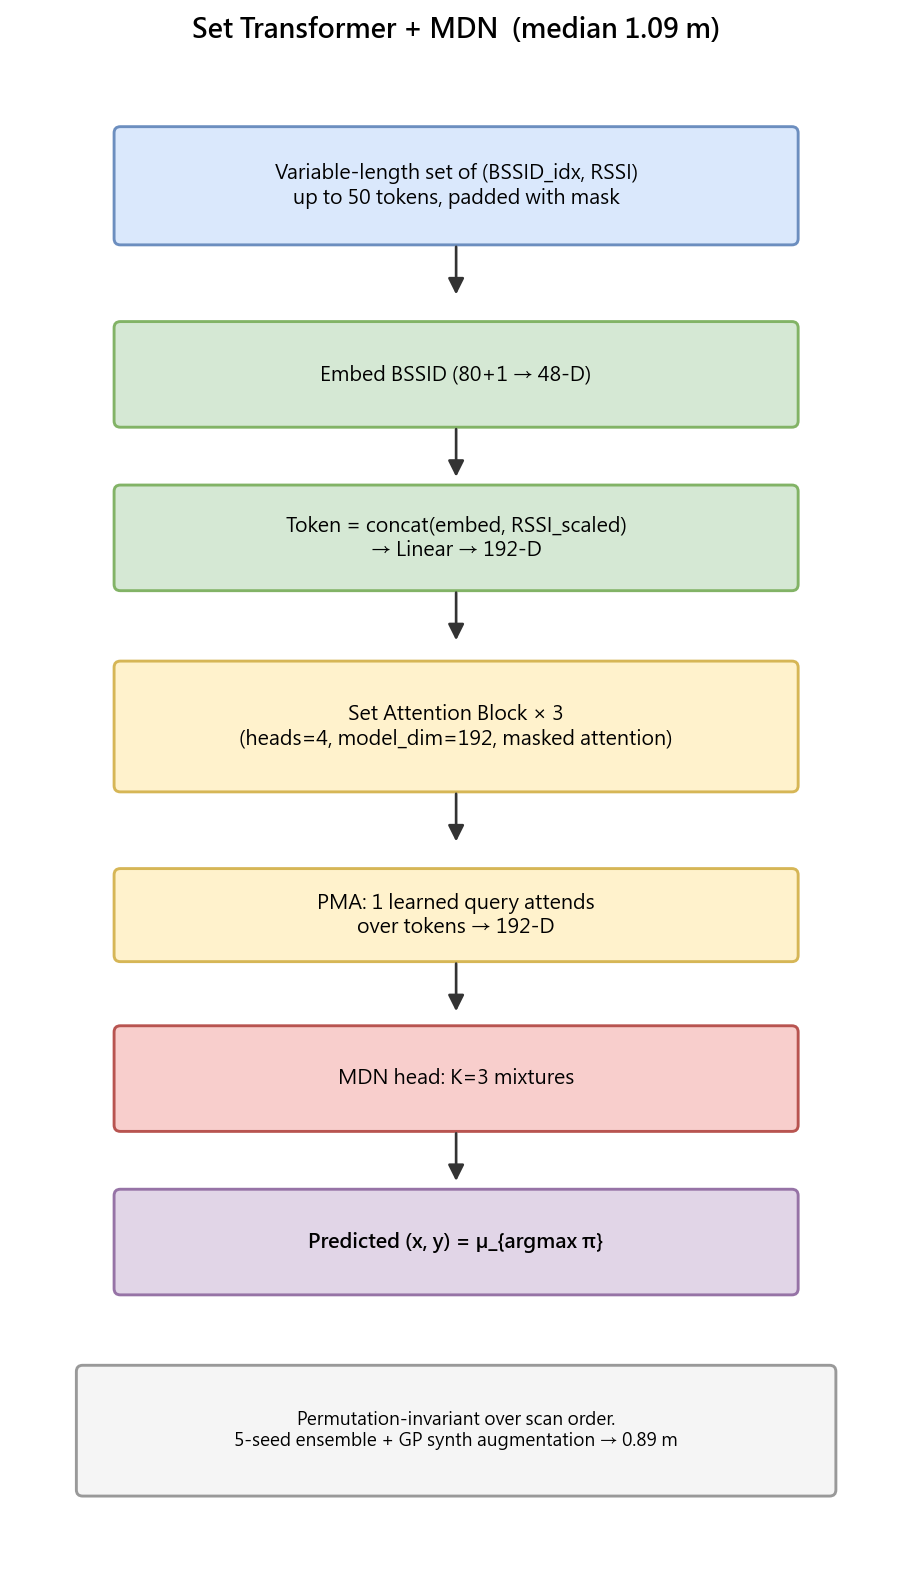 Set Transformer + MDN  (median 1.09 m)
Variable-length set of (BSSID_idx, RSSI)
up to 50 tokens, padded with mask
Embed BSSID (80+1 → 48-D)
Token = concat(embed, RSSI_scaled)
→ Linear → 192-D
Set Attention Block × 3
(heads=4, model_dim=192, masked attention)
PMA: 1 learned query attends
over tokens → 192-D
MDN head: K=3 mixtures
Predicted (x, y) = μ_{argmax π}
Permutation-invariant over scan order.
5-seed ensemble + GP synth augmentation → 0.89 m